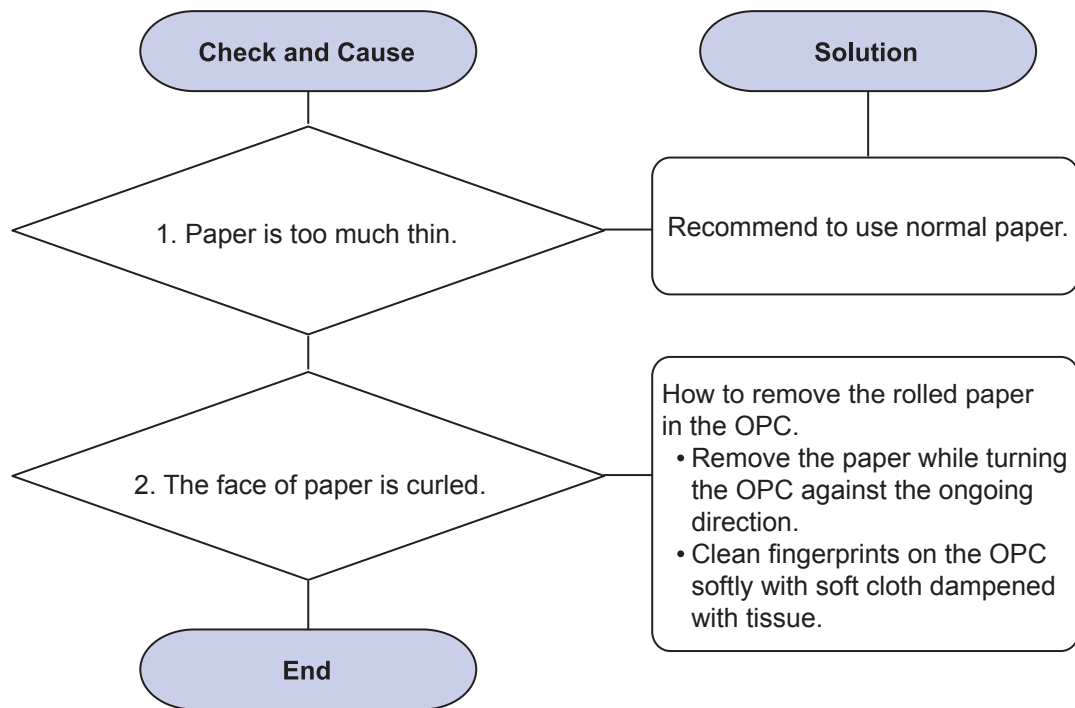 Check and Cause
Solution
1. Paper is too much thin.
Recommend to use normal paper.
2. The face of paper is curled.
How to remove the rolled paper
in the OPC.
• Remove the paper while turning
the OPC against the ongoing
direction.
• Clean fingerprints on the OPC
softly with soft cloth dampened
with tissue.
End